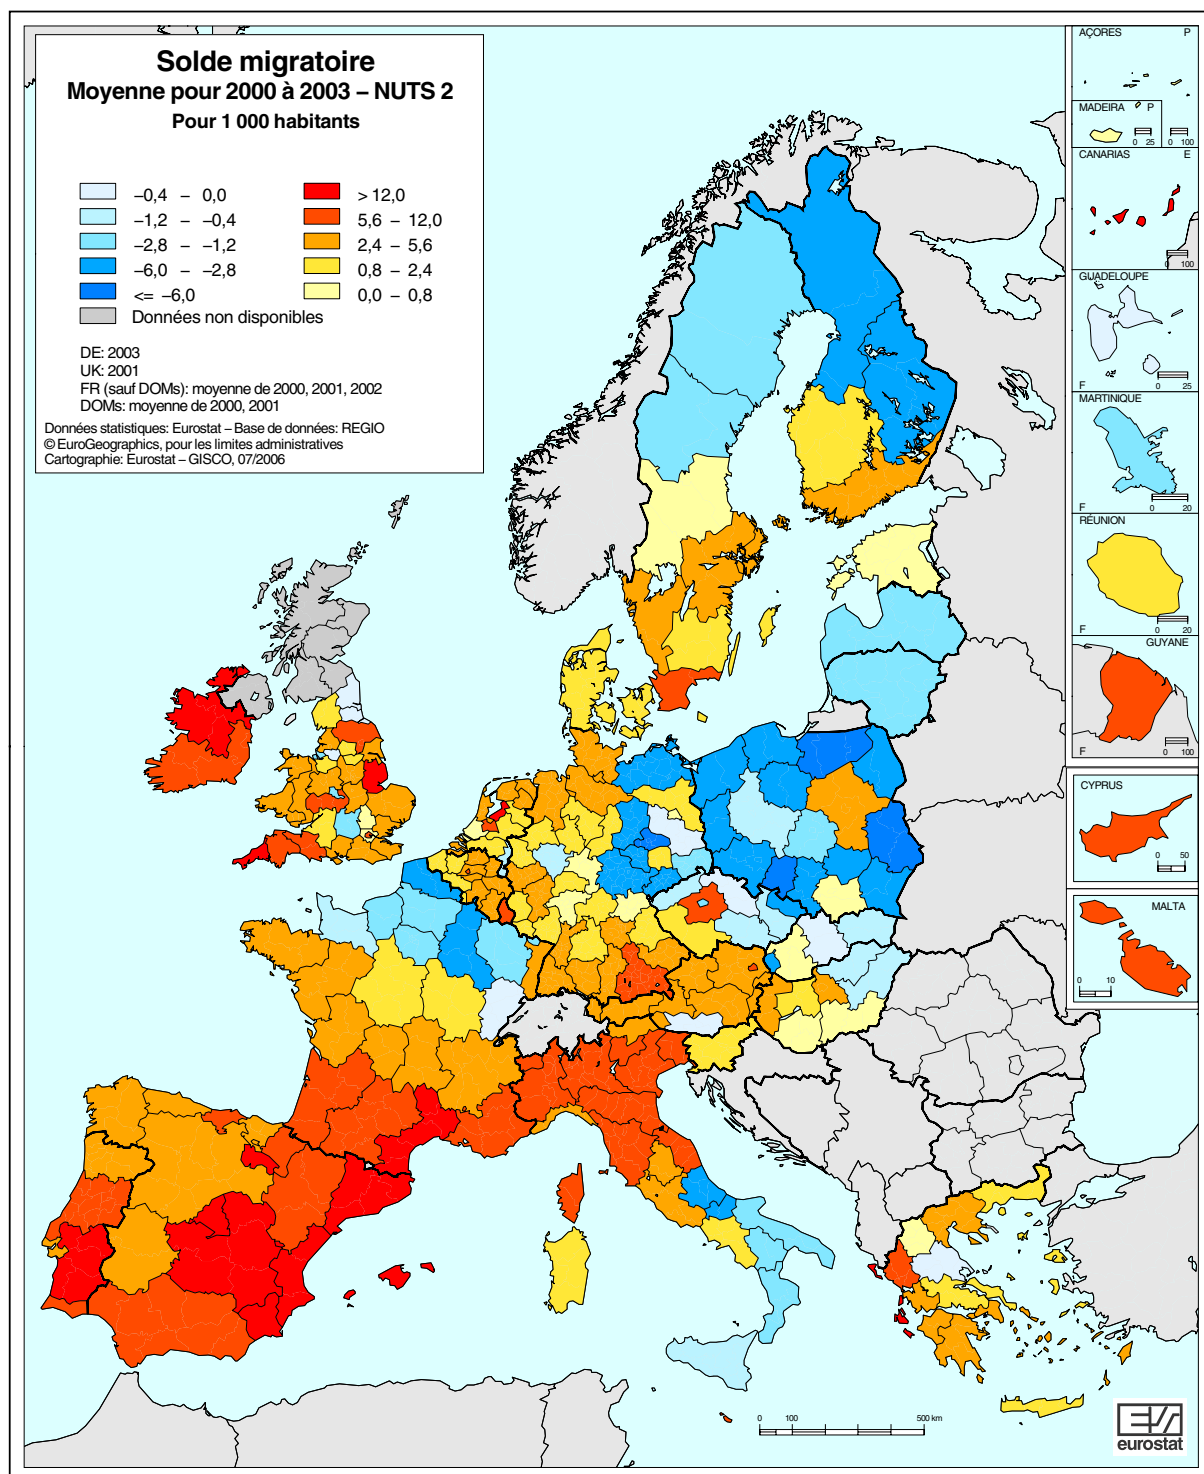 Solde migratoire
Moyenne pour 2000 à 2003 – NUTS 2
Pour 1 000 habitants
−0,4 – 0,0
−1,2 – −0,4
−2,8 – −1,2
−6,0 – −2,8
<= −6,0
Données non disponibles
> 12,0
5,6 – 12,0
2,4 – 5,6
0,8 – 2,4
0,0 – 0,8
DE: 2003
UK: 2001
FR (sauf DOMs): moyenne de 2000, 2001, 2002
DOMs: moyenne de 2000, 2001
Données statistiques: Eurostat – Base de données: REGIO
© EuroGeographics, pour les limites administratives
Cartographie: Eurostat – GISCO, 07/2006
AÇORES P
MADEIRA P
0 25
0 100
CANARIAS E
0 100
GUADELOUPE
F 0 25
MARTINIQUE
F 0 20
RÉUNION
F 0 20
GUYANE
F 0 100
CYPRUS
0 50
MALTA
0 10
0 100 500 km
eurostat